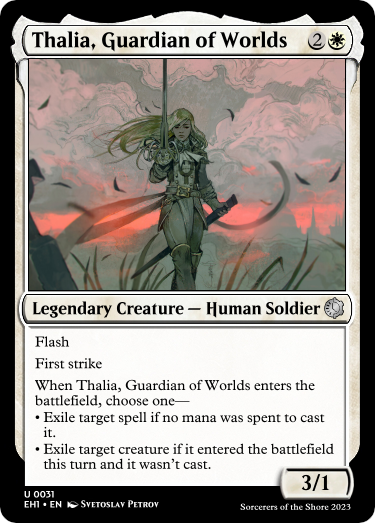 Thalia, Guardian of Worlds 2
Legendary Creature — Human Soldier
Flash
First strike
When Thalia, Guardian of Worlds enters the
battlefield, choose one—
• Exile target spell if no mana was spent to cast
it.
• Exile target creature if it entered the battlefield
this turn and it wasn't cast.
3/1
U 0031
EH1 • EN Svetoslav Petrov
Sorcerers of the Shore 2023